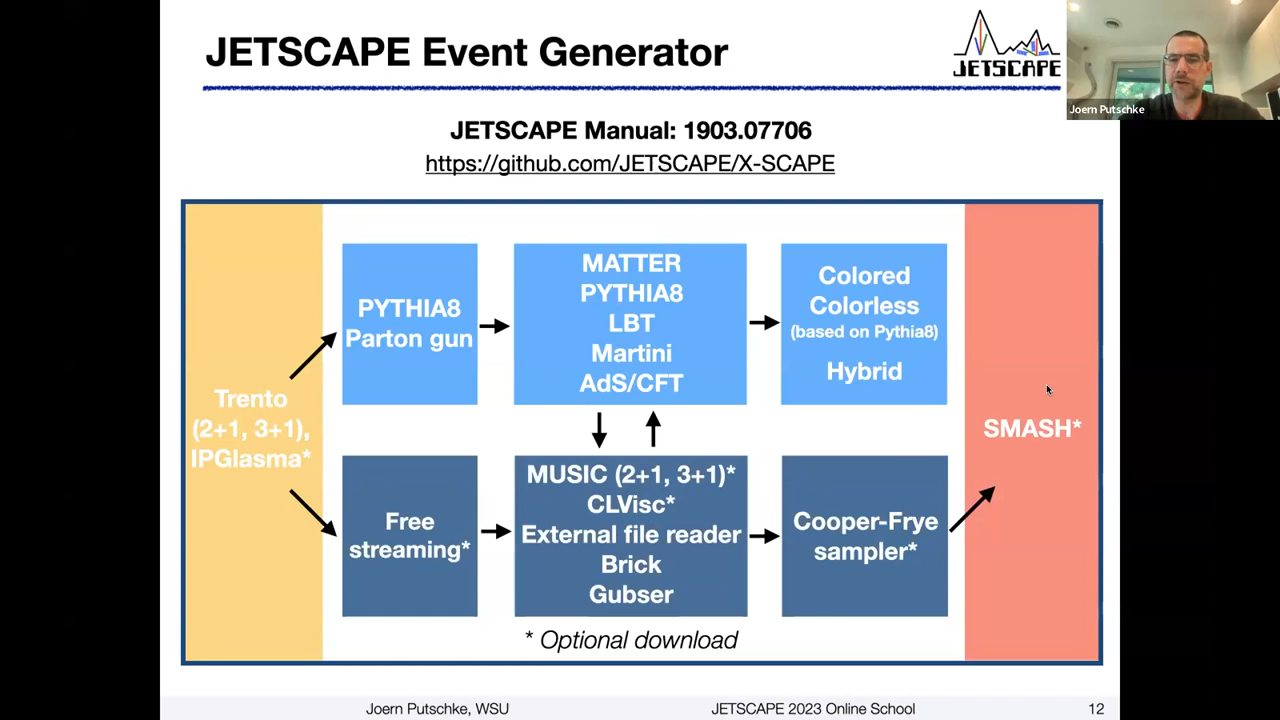 JETSCAPE Event Generator
JETSCAPE
Joern Putschke
JETSCAPE Manual: 1903.07706
https://github.com/JETSCAPE/X-SCAPE
Trento
(2+1, 3+1),
IPGlasma*
PYTHIA8
Parton gun
MATTER
PYTHIA8
LBT
Martini
AdS/CFT
Colored
Colorless
(based on Pythia8)
Hybrid
Free
streaming*
MUSIC (2+1, 3+1)*
CLVisc*
External file reader
Brick
Gubser
Cooper-Frye
sampler*
SMASH*
* Optional download
Joern Putschke, WSU
JETSCAPE 2023 Online School
12